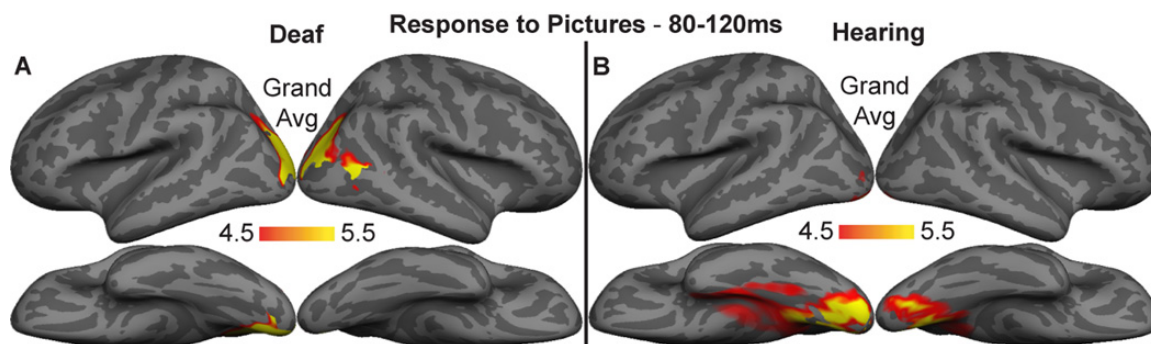 Response to Pictures - 80-120ms
Deaf
Hearing
A
Grand
Avg
4.5
5.5
B
Grand
Avg
4.5
5.5